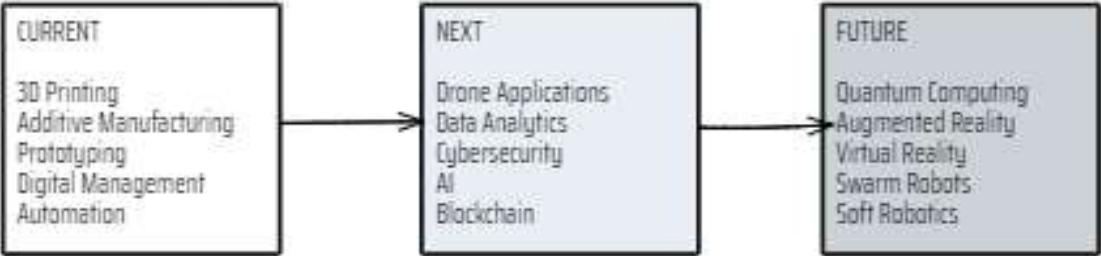 CURRENT
3D Printing
Additive Manufacturing
Prototyping
Digital Management
Automation
NEXT
Drone Applications
Data Analytics
Cybersecurity
AI
Blockchain
FUTURE
Quantum Computing
Augmented Reality
Virtual Reality
Swarm Robots
Soft Robotics